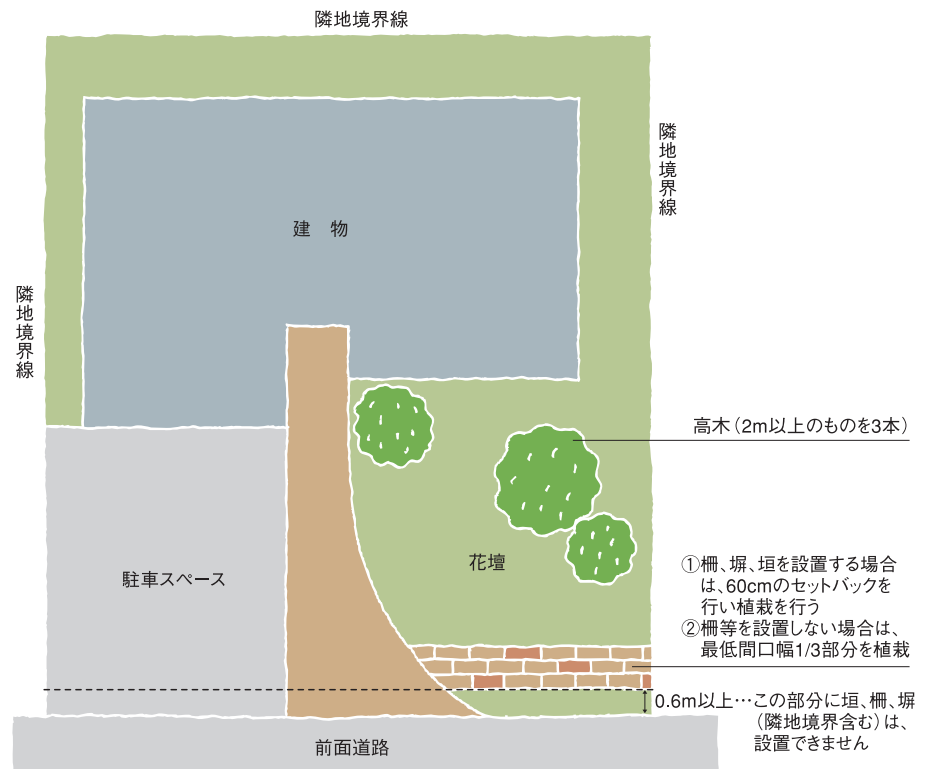 隣地境界線
隣地境界線
建 物
隣地境界線
高木（2m以上のものを3本）
花壇
駐車スペース
①柵、塀、垣を設置する場合
は、60cmのセットバックを
行い植栽を行う
②柵等を設置しない場合は、
最低間口幅1/3部分を植栽
0.6m以上…この部分に垣、柵、塀
（隣地境界含む）は、
設置できません
前面道路